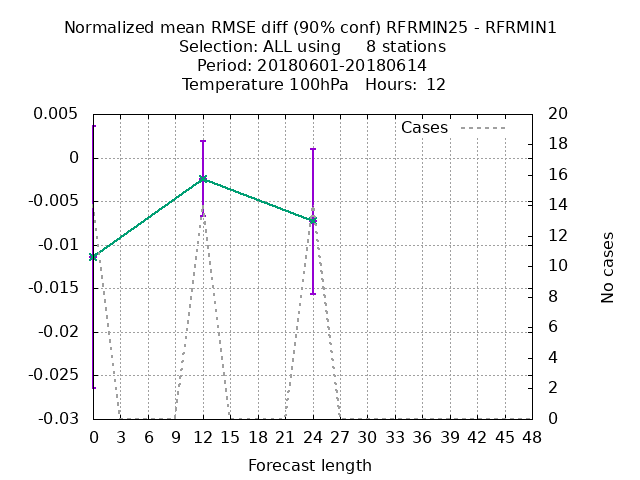 Normalized mean RMSE diff (90% conf) RFRMIN25 - RFRMIN1
Selection: ALL using     8 stations
Period: 20180601-20180614
Temperature 100hPa   Hours:  12
Cases
0.005
0
-0.005
-0.01
-0.015
-0.02
-0.025
-0.03
20
18
16
14
12
10
8
6
4
2
0
No cases
0 3 6 9 12 15 18 21 24 27 30 33 36 39 42 45 48
Forecast length